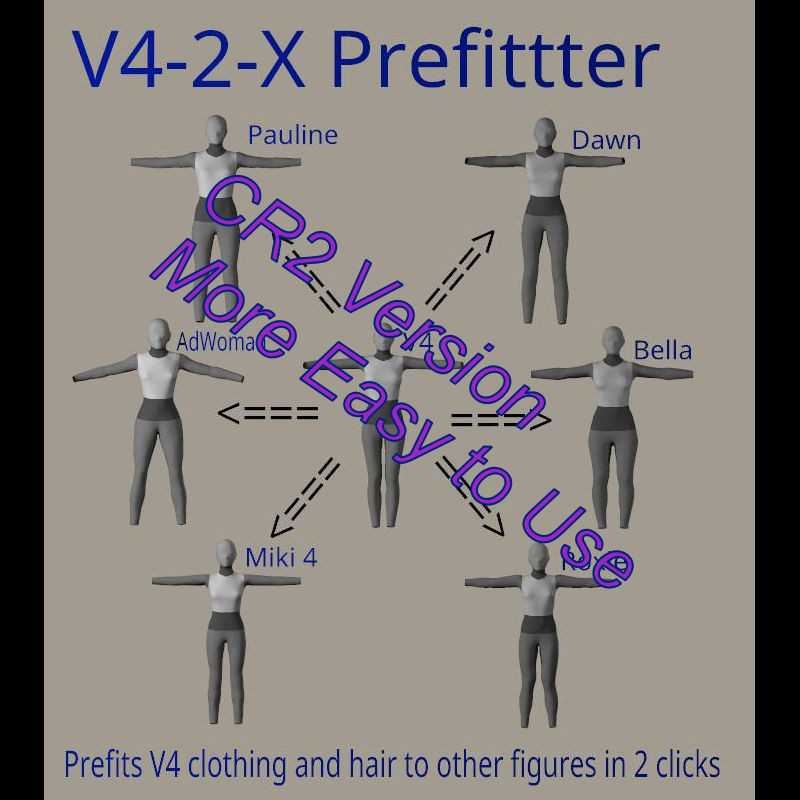 V4-2-X Prefittter
Pauline
Dawn
CR2 Version
More Easy to Use
AdWoman
V4
Bella
Miki 4
Prefits V4 clothing and hair to other figures in 2 clicks